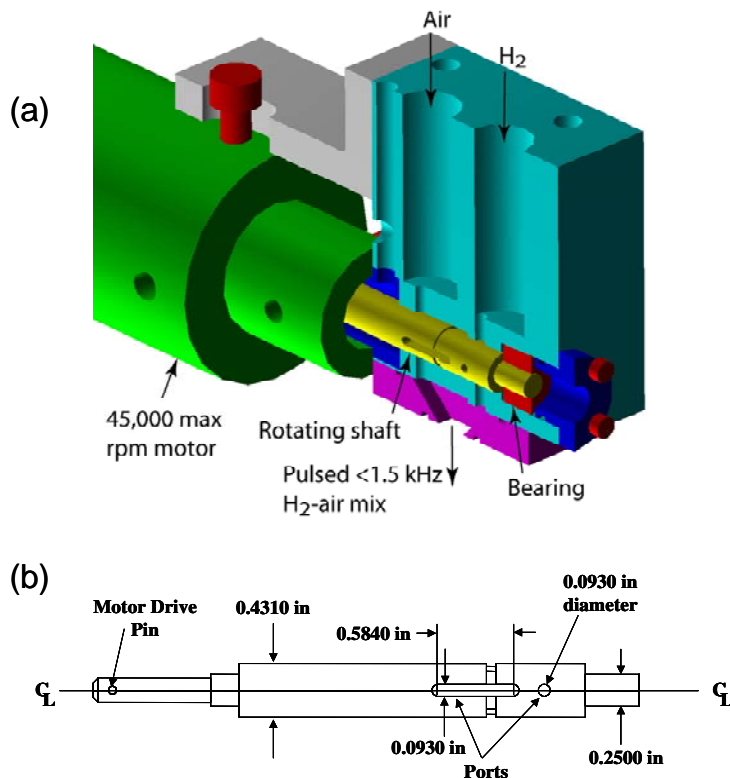 (a)
Air
H2
45,000 max
rpm motor
Rotating shaft
Pulsed <1.5 kHz
H2-air mix
Bearing
(b)
Motor Drive
Pin
0.4310 in
0.5840 in
0.0930 in
diameter
CL
CL
0.0930 in
Ports
0.2500 in